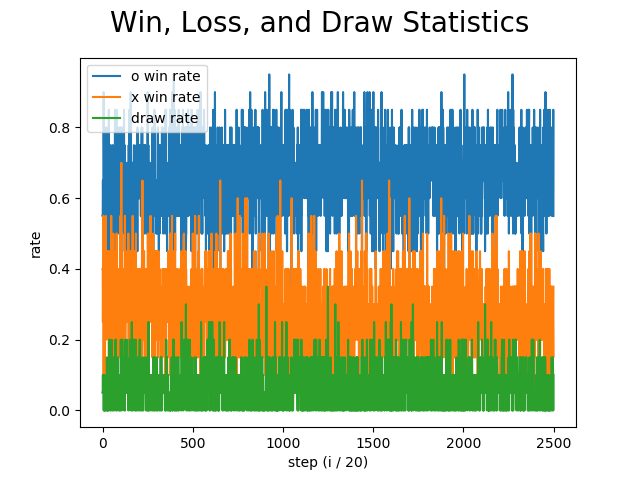 Win, Loss, and Draw Statistics
o win rate
x win rate
draw rate
rate
0.8
0.6
0.4
0.2
0.0
0 500 1000 1500 2000 2500
step (i / 20)